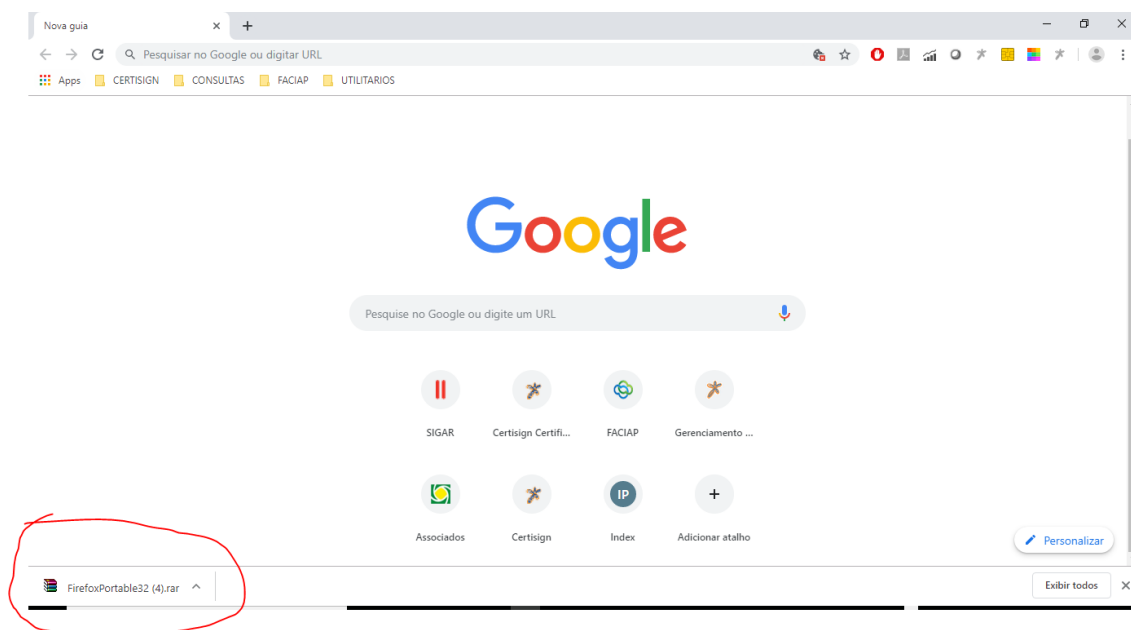 Nova guia
Pesquisar no Google ou digitar URL
Apps CERTISIGN CONSULTAS FACIAP UTILITARIOS
Google
Pesquise no Google ou digite um URL
SIGAR Certisign Certifi... FACIAP Gerenciamento ...
IP
Associados Certisign Index Adicionar atalho
Personalizar
FirefoxPortable32 (4).rar Exibir todos